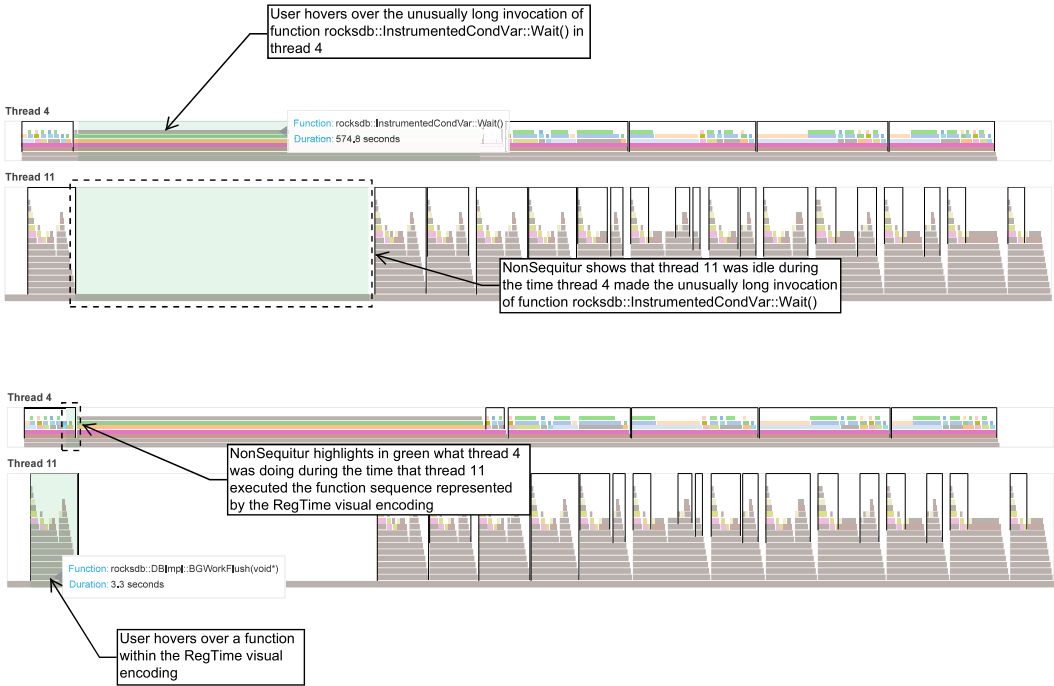 User hovers over the unusually long invocation of
function rocksdb::InstrumentedCondVar::Wait() in
thread 4
Thread 4
Function: rocksdb::InstrumentedCondVar::Wait()
Duration: 574.8 seconds
Thread 11
NonSequitur shows that thread 11 was idle during
the time thread 4 made the unusually long invocation
of function rocksdb::InstrumentedCondVar::Wait()
Thread 4
NonSequitur highlights in green what thread 4
was doing during the time that thread 11
executed the function sequence represented
by the RegTime visual encoding
Thread 11
Function: rocksdb::DBImpl::BGWorkFlush(void*)
Duration: 3.3 seconds
User hovers over a function
within the RegTime visual
encoding